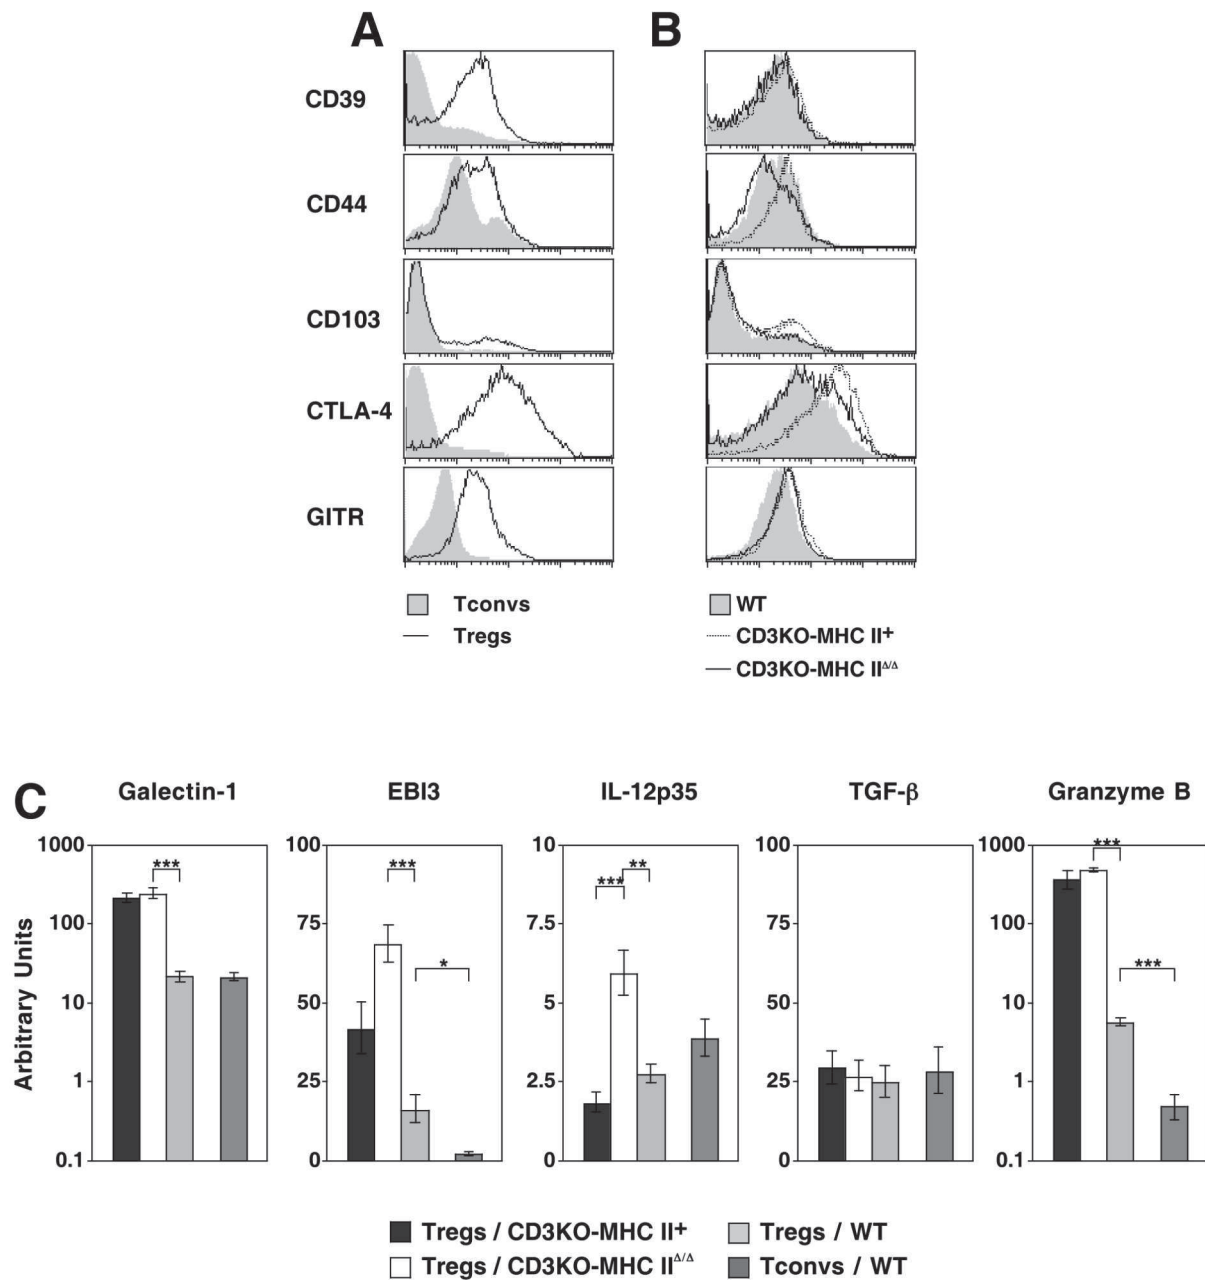 A B
CD39
CD44
CD103
CTLA-4
GITR
Tconvs
Tregs
WT
CD3KO-MHC II+
CD3KO-MHC IIΔ/Δ
C
Galectin-1 EBI3 IL-12p35 TGF-β Granzyme B
Arbitrary Units
1000
100
10
1
0.1
***
100
75
50
25
0
***
*
10
7.5
5
2.5
0
***
**
100
75
50
25
0
1000
100
10
1
0.1
***
***
Tregs / CD3KO-MHC II+
Tregs / CD3KO-MHC IIΔ/Δ
Tregs / WT
Tconvs / WT